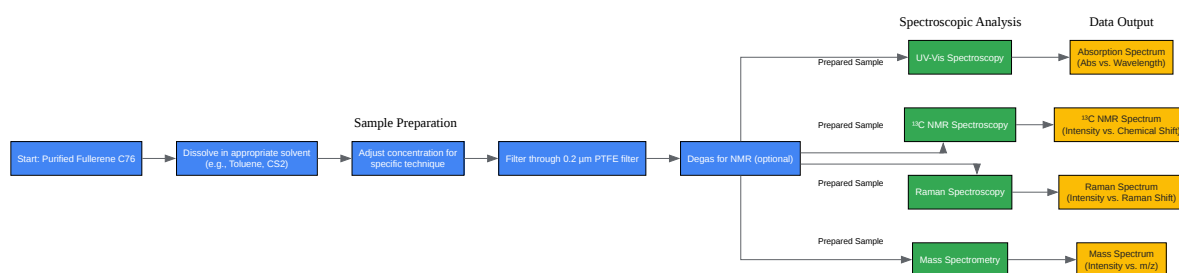 Spectroscopic Analysis
Data Output
Prepared Sample
UV-Vis Spectroscopy
Absorption Spectrum
(Abs vs. Wavelength)
Sample Preparation
Prepared Sample
¹³C NMR Spectroscopy
¹³C NMR Spectrum
(Intensity vs. Chemical Shift)
Start: Purified Fullerene C76
Dissolve in appropriate solvent
(e.g., Toluene, CS2)
Adjust concentration for
specific technique
Filter through 0.2 µm PTFE filter
Degas for NMR (optional)
Prepared Sample
Raman Spectroscopy
Raman Spectrum
(Intensity vs. Raman Shift)
Prepared Sample
Mass Spectrometry
Mass Spectrum
(Intensity vs. m/z)